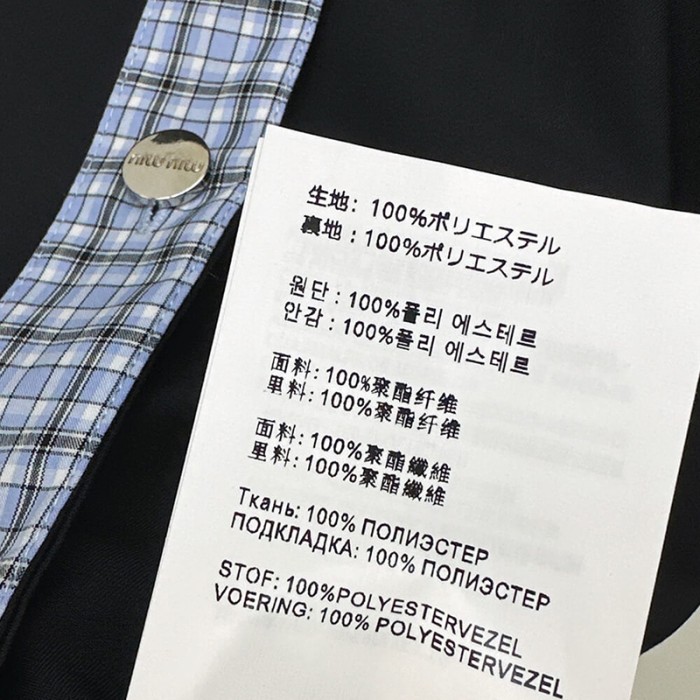 miu miu
生地: 100%ポリエステル
裏地: 100%ポリエステル
원단: 100%폴리 에스테르
안감: 100%폴리 에스테르
面料: 100%聚酯纤维
里料: 100%聚酯纤维
面料: 100%聚酯纖維
里料: 100%聚酯纖維
Ткань: 100% ПОЛИЭСТЕР
ПОДКЛАДКА: 100% ПОЛИЭСТЕР
STOF: 100%POLYESTERVEZEL
VOERING: 100% POLYESTERVEZEL